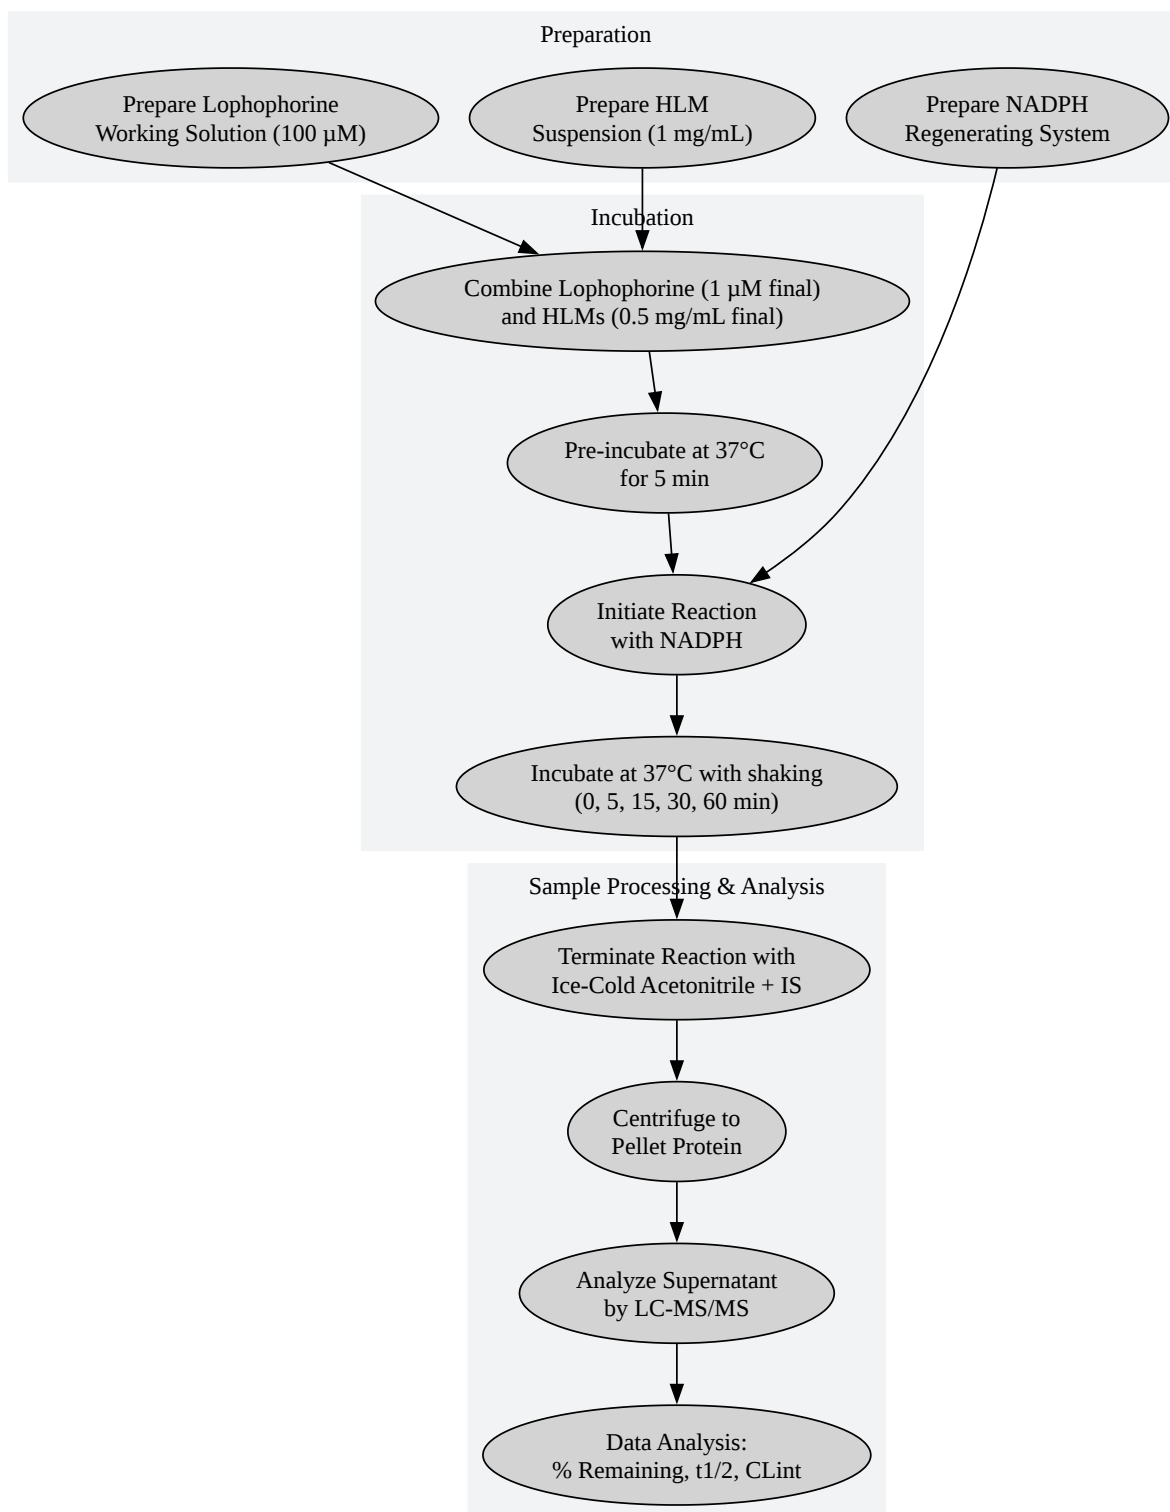 Preparation
Prepare Lophophorine
Working Solution (100 µM)
Prepare HLM
Suspension (1 mg/mL)
Prepare NADPH
Regenerating System
Incubation
Combine Lophophorine (1 µM final)
and HLMs (0.5 mg/mL final)
Pre-incubate at 37°C
for 5 min
Initiate Reaction
with NADPH
Incubate at 37°C with shaking
(0, 5, 15, 30, 60 min)
Sample Processing & Analysis
Terminate Reaction with
Ice-Cold Acetonitrile + IS
Centrifuge to
Pellet Protein
Analyze Supernatant
by LC-MS/MS
Data Analysis:
% Remaining, t1/2, CLint